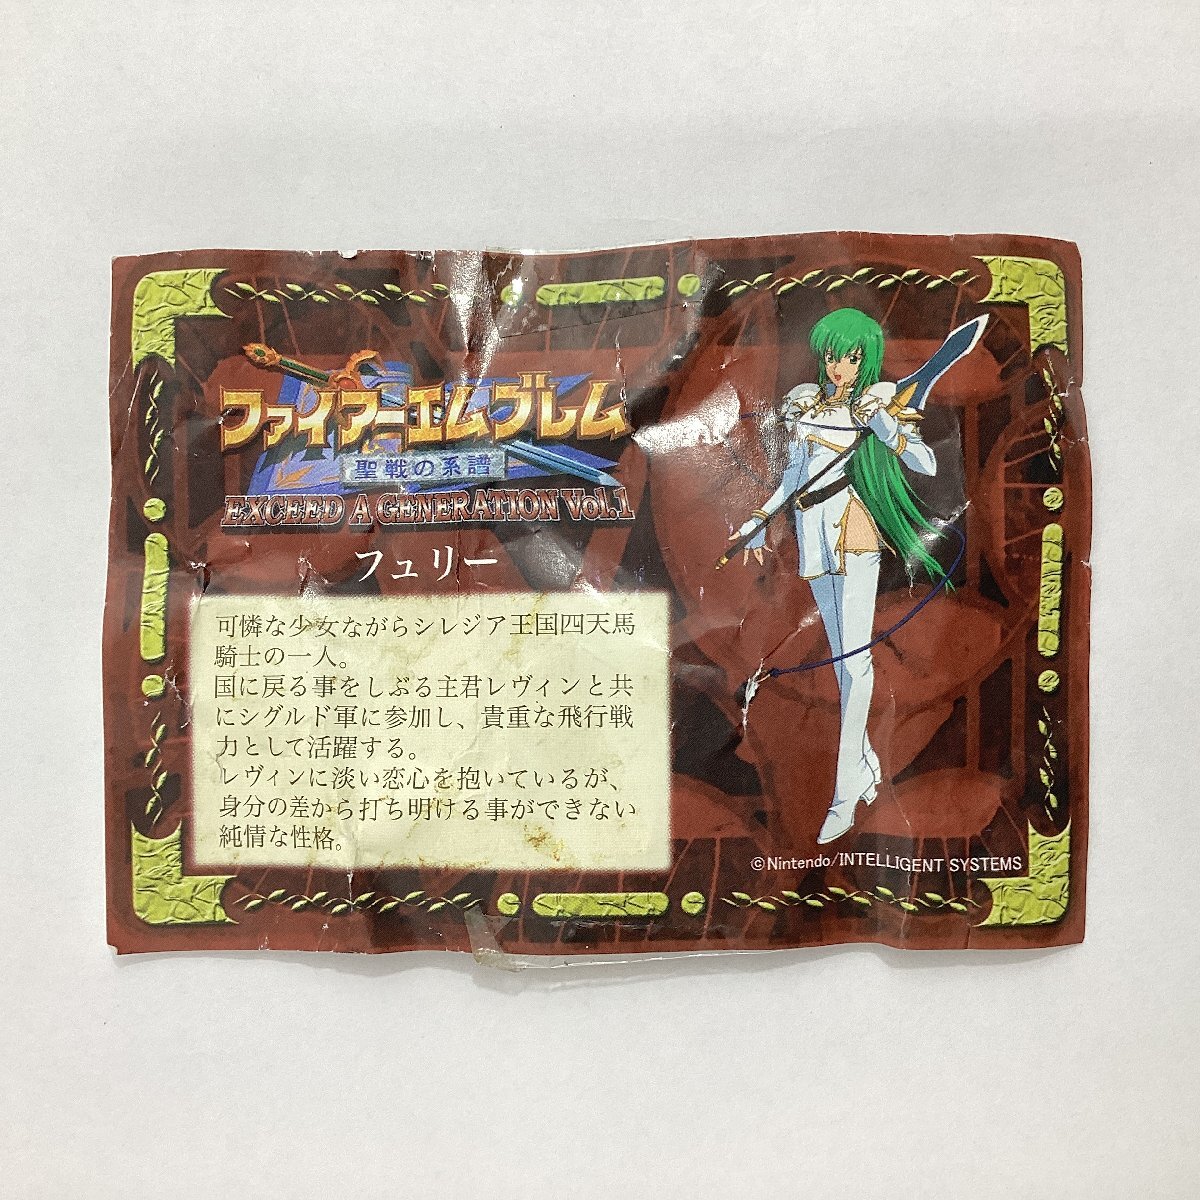 ファイアーエムブレム
聖戦の系譜
EXCEED A GENERATION Vol.1
フュリー
可憐な少女ながらシレジア王国四天馬
騎士の一人。
国に戻る事をしぶる主君レヴィンと共
にシグルド軍に参加し、貴重な飛行戦
力として活躍する。
レヴィンに淡い恋心を抱いているが、
身分の差から打ち明ける事ができない
純情な性格。
©Nintendo/INTELLIGENT SYSTEMS